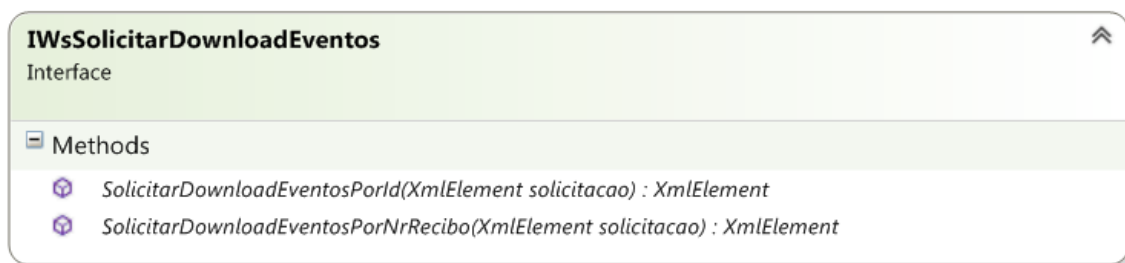 IWsSolicitarDownloadEventos
Interface
Methods
SolicitarDownloadEventosPorId(XmlElement solicitacao) : XmlElement
SolicitarDownloadEventosPorNrRecibo(XmlElement solicitacao) : XmlElement